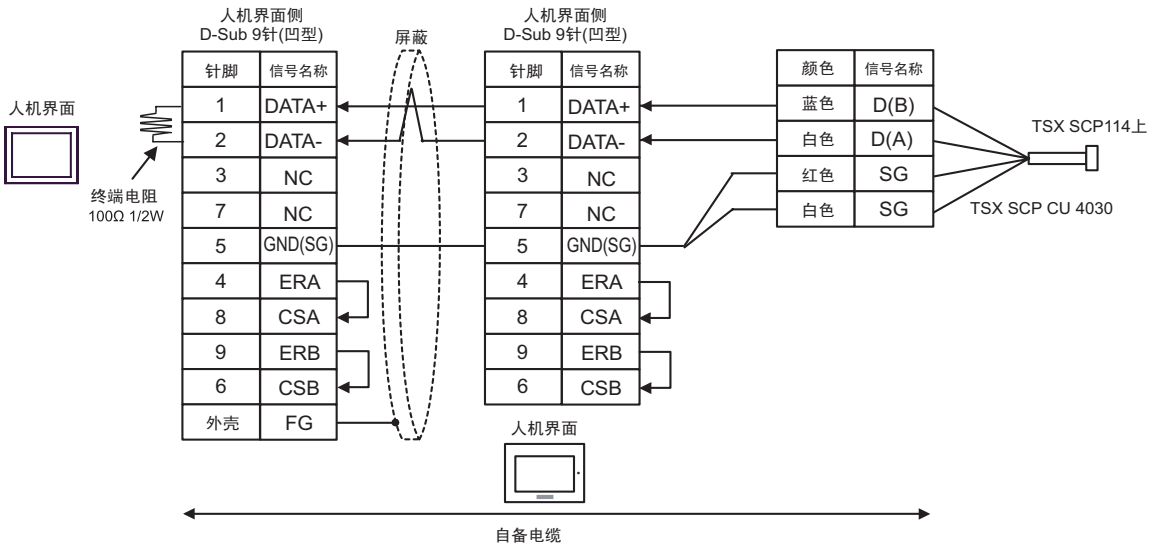 人机界面侧
D-Sub 9针(凹型)
屏蔽
人机界面侧
D-Sub 9针(凹型)
人机界面
终端电阻
100Ω 1/2W
针脚 信号名称
1 DATA+
2 DATA-
3 NC
7 NC
5 GND(SG)
4 ERA
8 CSA
9 ERB
6 CSB
外壳 FG
针脚 信号名称
1 DATA+
2 DATA-
3 NC
7 NC
5 GND(SG)
4 ERA
8 CSA
9 ERB
6 CSB
人机界面
颜色 信号名称
蓝色 D(B)
白色 D(A)
红色 SG
白色 SG
TSX SCP114上
TSX SCP CU 4030
自备电缆